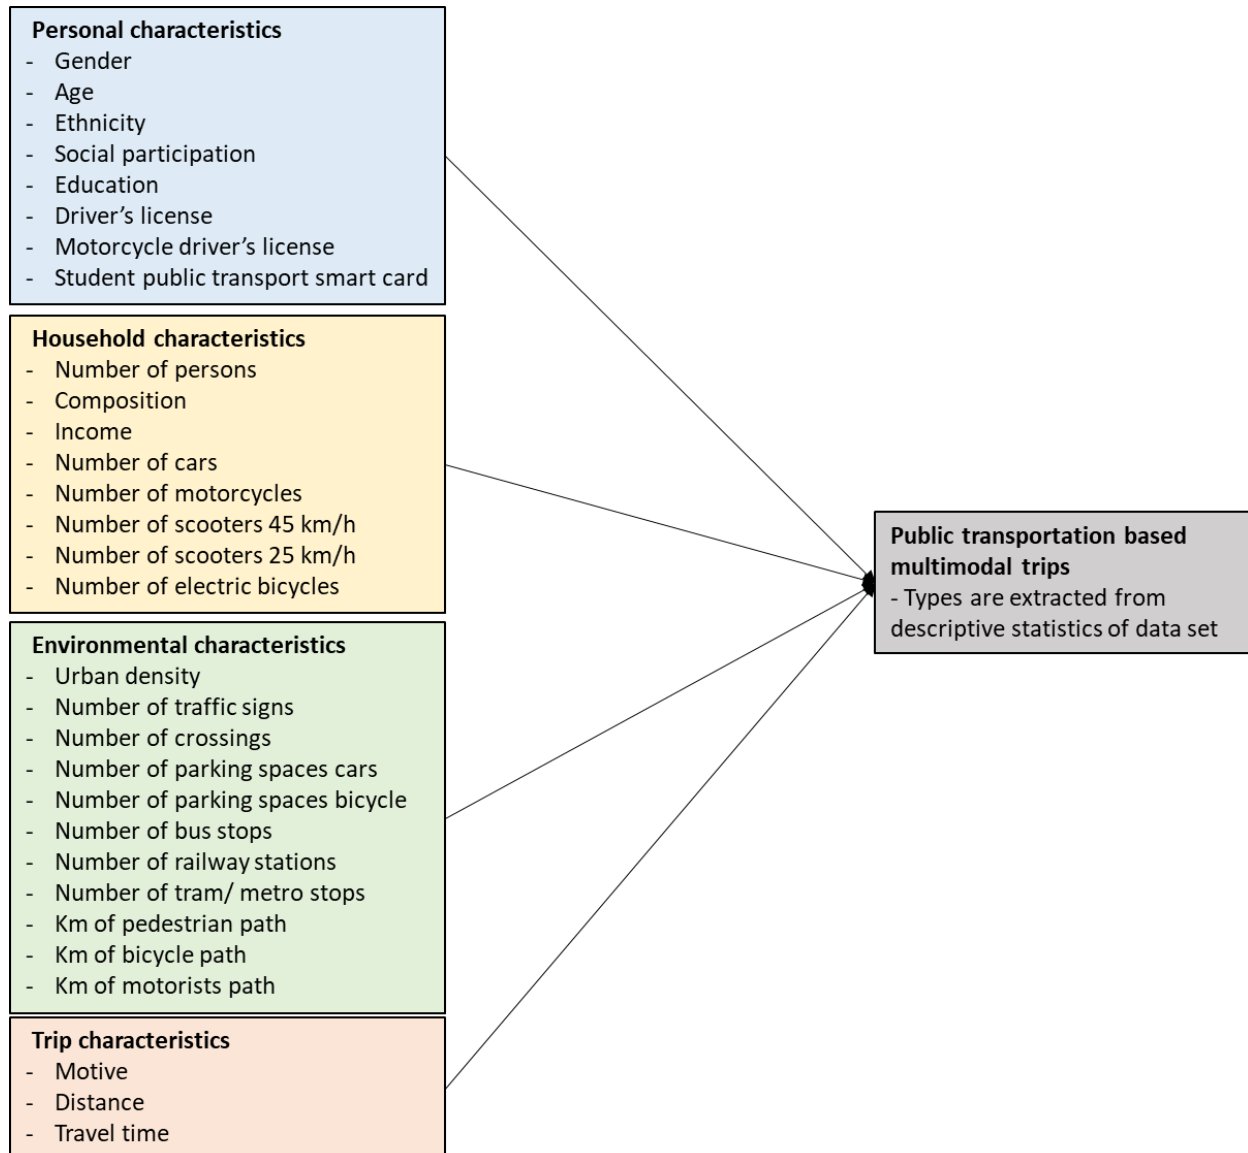 Personal characteristics
- Gender
- Age
- Ethnicity
- Social participation
- Education
- Driver’s license
- Motorcycle driver’s license
- Student public transport smart card
Household characteristics
- Number of persons
- Composition
- Income
- Number of cars
- Number of motorcycles
- Number of scooters 45 km/h
- Number of scooters 25 km/h
- Number of electric bicycles
Environmental characteristics
- Urban density
- Number of traffic signs
- Number of crossings
- Number of parking spaces cars
- Number of parking spaces bicycle
- Number of bus stops
- Number of railway stations
- Number of tram/ metro stops
- Km of pedestrian path
- Km of bicycle path
- Km of motorists path
Trip characteristics
- Motive
- Distance
- Travel time
Public transportation based
multimodal trips
- Types are extracted from
descriptive statistics of data set